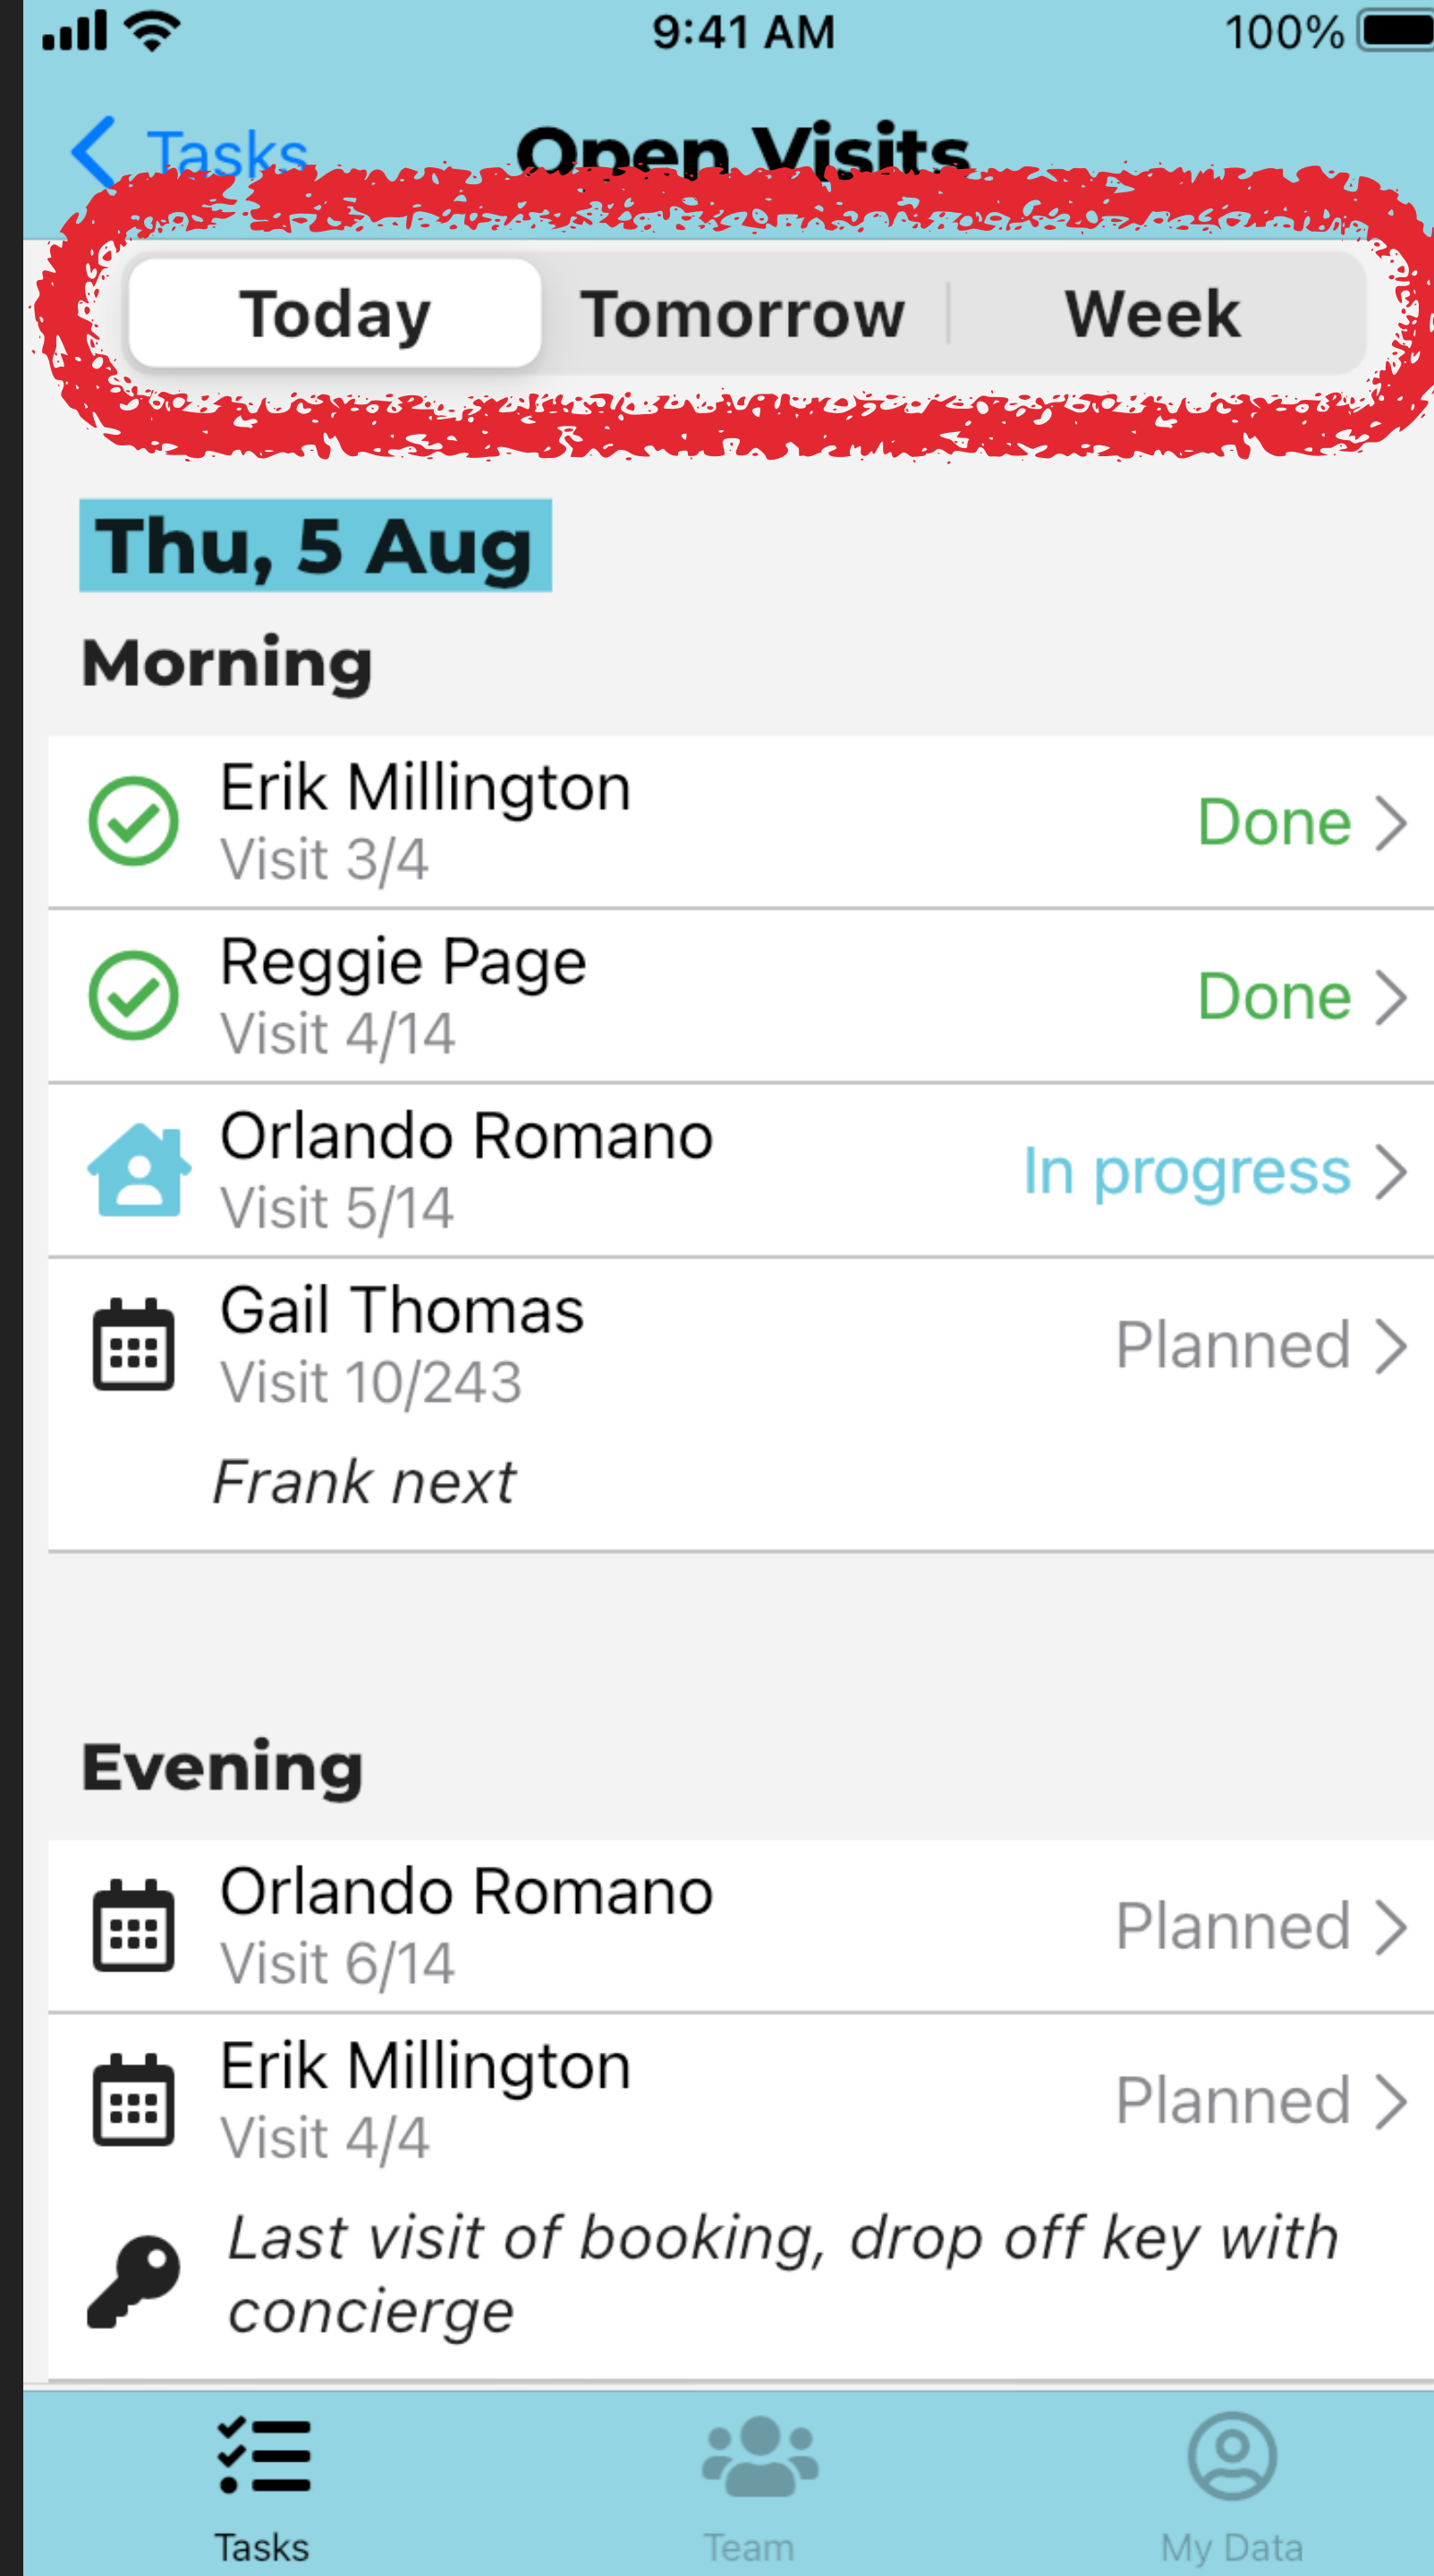 9:41 AM
100%
Tasks
Open Visits
Today
Tomorrow
Week
Thu, 5 Aug
Morning
Erik Millington
Visit 3/4
Done
Reggie Page
Visit 4/14
Done
Orlando Romano
Visit 5/14
In progress
Gail Thomas
Visit 10/243
Planned
Frank next
Evening
Orlando Romano
Visit 6/14
Planned
Erik Millington
Visit 4/4
Planned
Last visit of booking, drop off key with
concierge
Tasks
Team
My Data